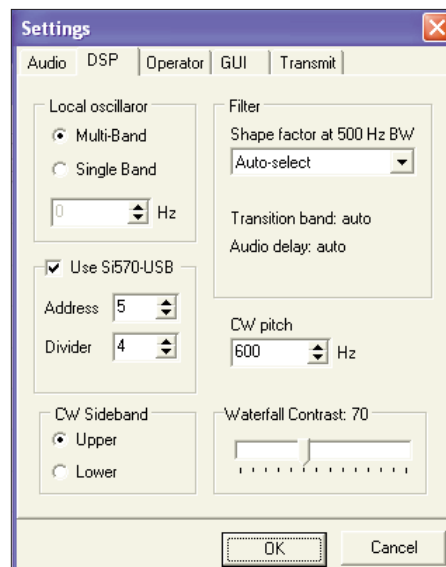 Settings
Audio DSP Operator GUI Transmit
Local oscillaror
Multi-Band
Single Band
0 Hz
Use Si570-USB
Address 5
Divider 4
CW Sideband
Upper
Lower
Filter
Shape factor at 500 Hz BW
Auto-select
Transition band: auto
Audio delay: auto
CW pitch
600 Hz
Waterfall Contrast: 70
OK Cancel